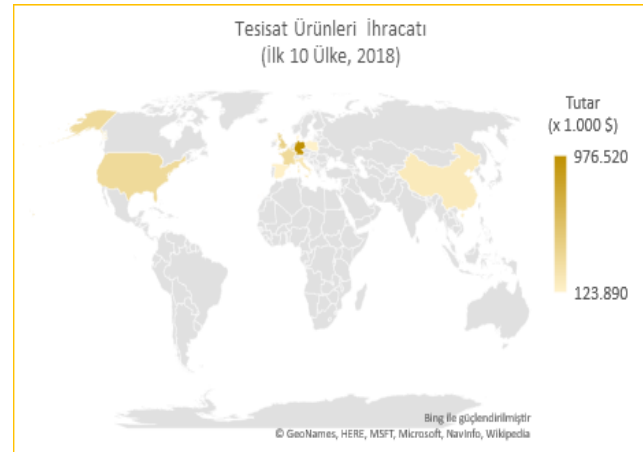 Tesisat Ürünleri İhracatı
(İlk 10 Ülke, 2018)
Tutar
(x 1.000 $)
976.520
123.890
Bing ile güçlendirilmiştir
© GeoNames, HERE, MSFT, Microsoft, NavInfo, Wikipedia